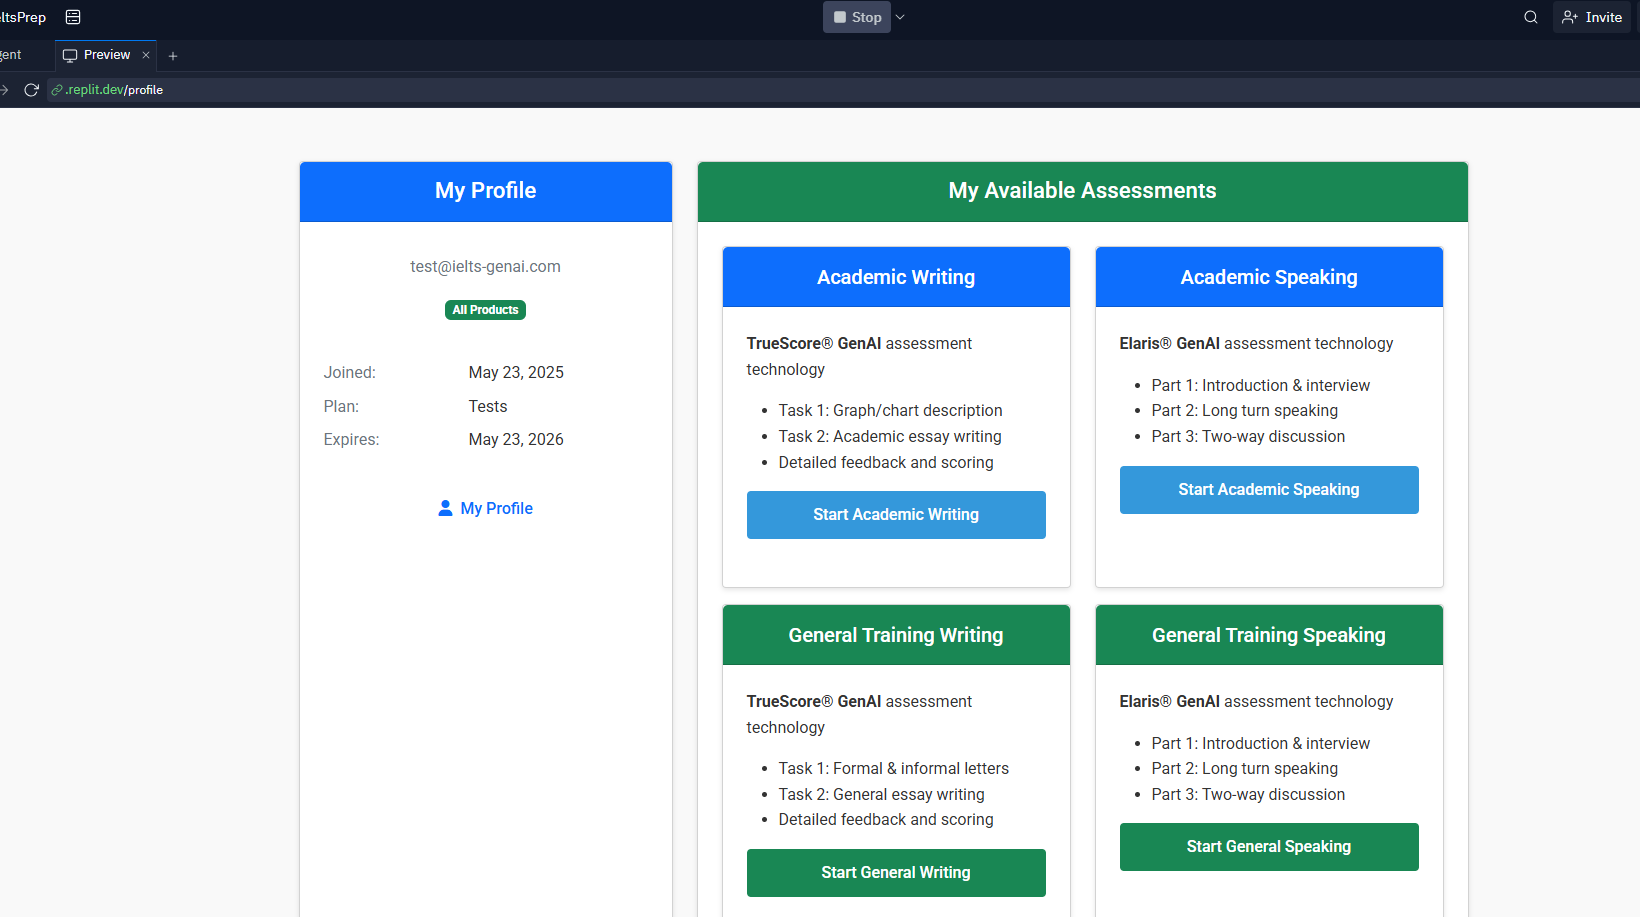 ltsPrep
Stop
Invite
gent
Preview
.replit.dev/profile
My Profile
test@ielts-genai.com
All Products
Joined: May 23, 2025
Plan: Tests
Expires: May 23, 2026
My Profile
My Available Assessments
Academic Writing
TrueScore® GenAI assessment
technology
• Task 1: Graph/chart description
• Task 2: Academic essay writing
• Detailed feedback and scoring
Start Academic Writing
Academic Speaking
Elaris® GenAI assessment technology
• Part 1: Introduction & interview
• Part 2: Long turn speaking
• Part 3: Two-way discussion
Start Academic Speaking
General Training Writing
TrueScore® GenAI assessment
technology
• Task 1: Formal & informal letters
• Task 2: General essay writing
• Detailed feedback and scoring
Start General Writing
General Training Speaking
Elaris® GenAI assessment technology
• Part 1: Introduction & interview
• Part 2: Long turn speaking
• Part 3: Two-way discussion
Start General Speaking